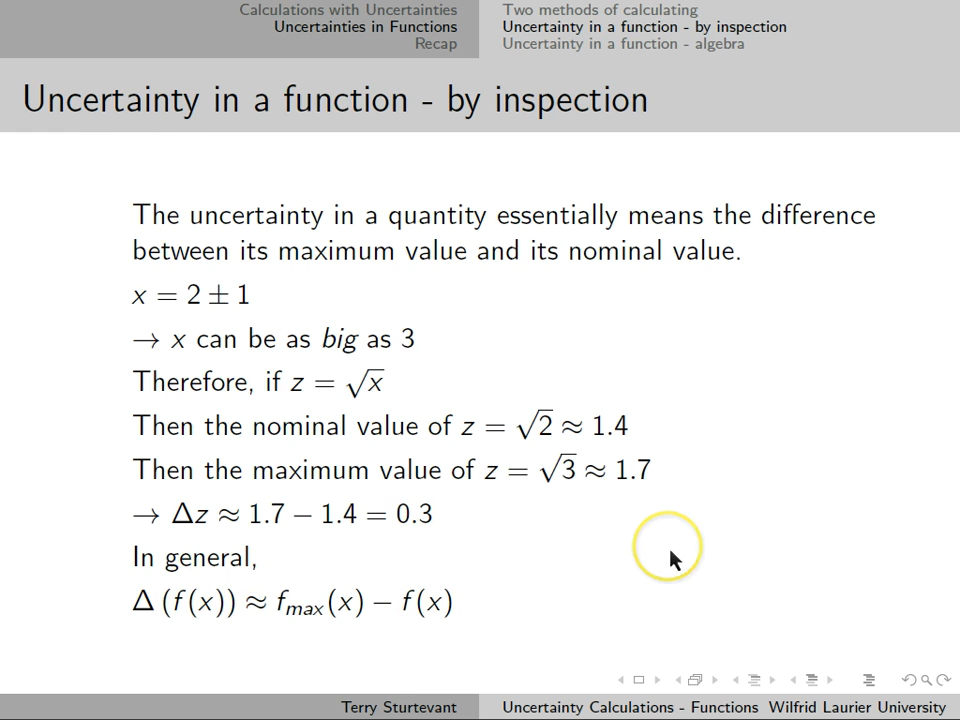 Calculations with Uncertainties
Uncertainties in Functions
Recap
Two methods of calculating
Uncertainty in a function - by inspection
Uncertainty in a function - algebra
Uncertainty in a function - by inspection
The uncertainty in a quantity essentially means the difference
between its maximum value and its nominal value.
x = 2 ± 1
→ x can be as big as 3
Therefore, if z = √x
Then the nominal value of z = √2 ≈ 1.4
Then the maximum value of z = √3 ≈ 1.7
→ Δz ≈ 1.7 − 1.4 = 0.3
In general,
Δ (f(x)) ≈ fmax(x) − f(x)
Terry Sturtevant
Uncertainty Calculations - Functions Wilfrid Laurier University